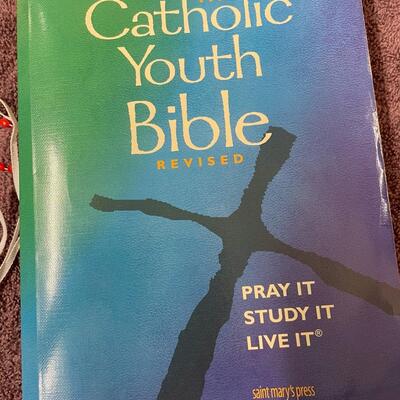 Catholic
Youth
Bible
REVISED
PRAY IT
STUDY IT
LIVE IT®
saint mary's press